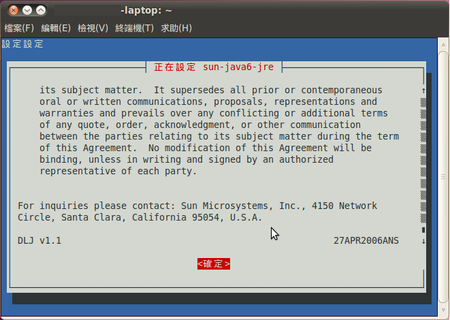 -laptop: ~
檔案(F) 編輯(E) 檢視(V) 終端機(T) 求助(H)
設定設定
正在設定 sun-java6-jre
its subject matter. It supersedes all prior or contemporaneous
oral or written communications, proposals, representations and
warranties and prevails over any conflicting or additional terms
of any quote, order, acknowledgment, or other communication
between the parties relating to its subject matter during the term
of this Agreement. No modification of this Agreement will be
binding, unless in writing and signed by an authorized
representative of each party.
For inquiries please contact: Sun Microsystems, Inc., 4150 Network
Circle, Santa Clara, California 95054, U.S.A.
DLJ v1.1 27APR2006ANS
<確定>